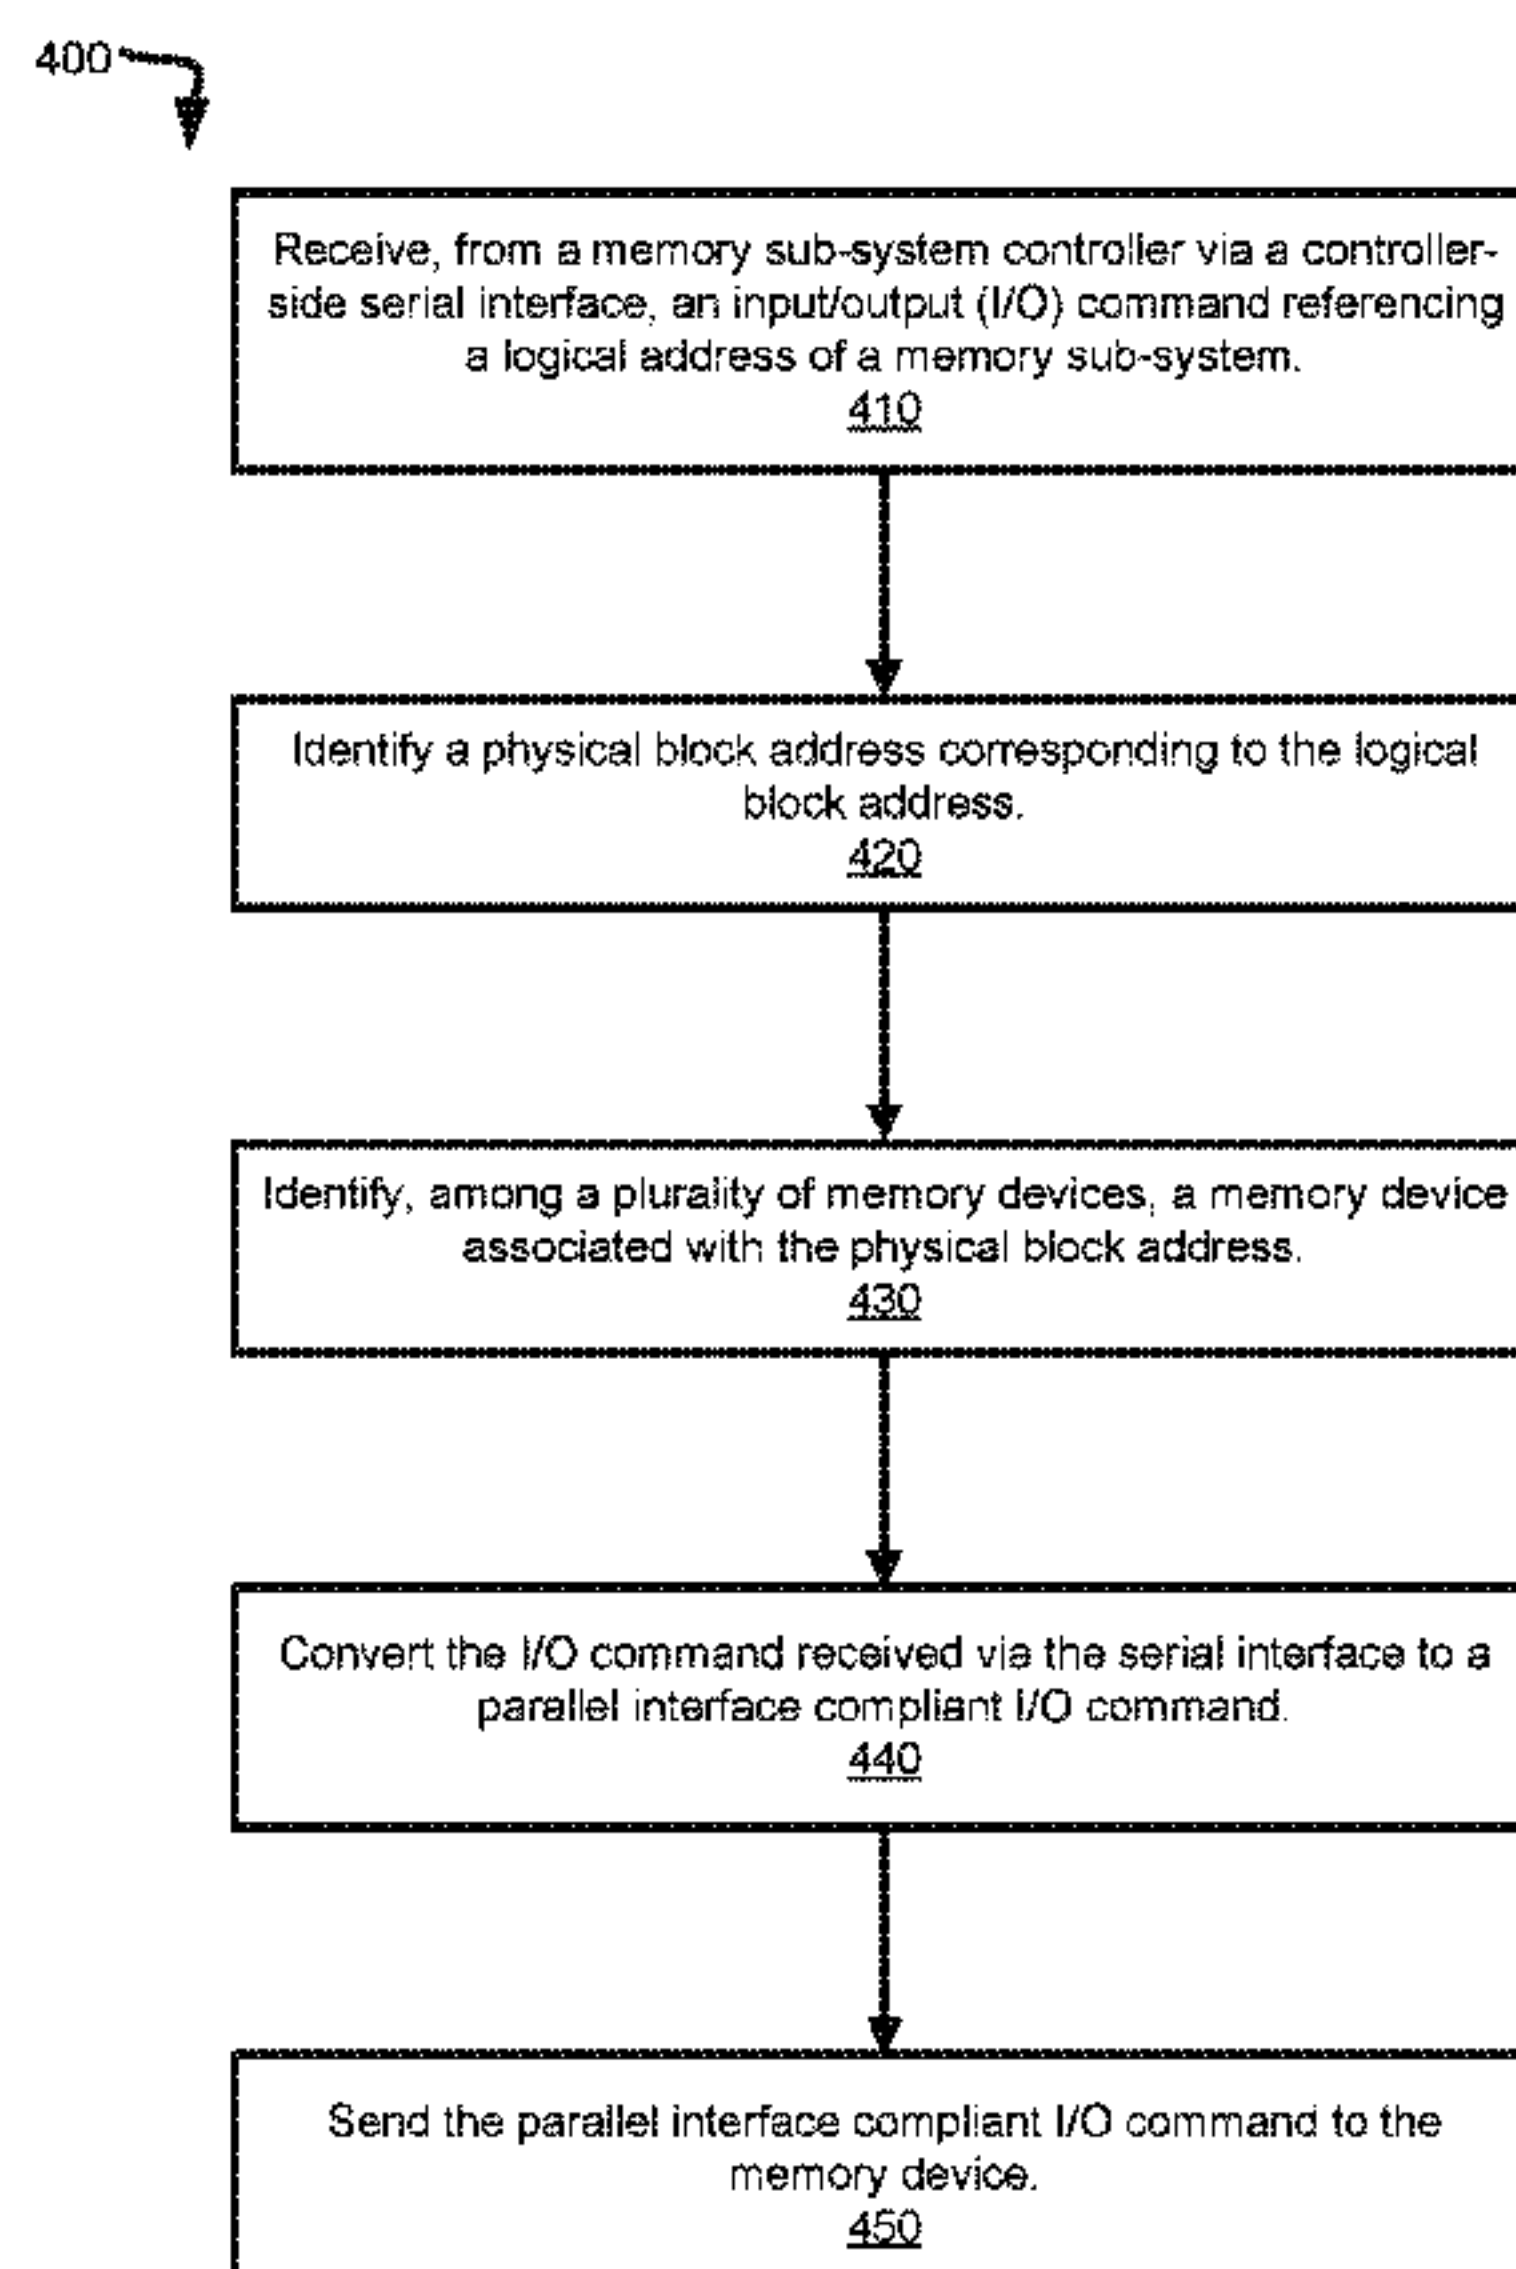 400
Receive, from a memory sub-system controller via a controller-
side serial interface, an input/output (I/O) command referencing
a logical address of a memory sub-system.
410
Identify a physical block address corresponding to the logical
block address.
420
Identify, among a plurality of memory devices, a memory device
associated with the physical block address.
430
Convert the I/O command received via the serial interface to a
parallel interface compliant I/O command.
440
Send the parallel interface compliant I/O command to the
memory device.
450